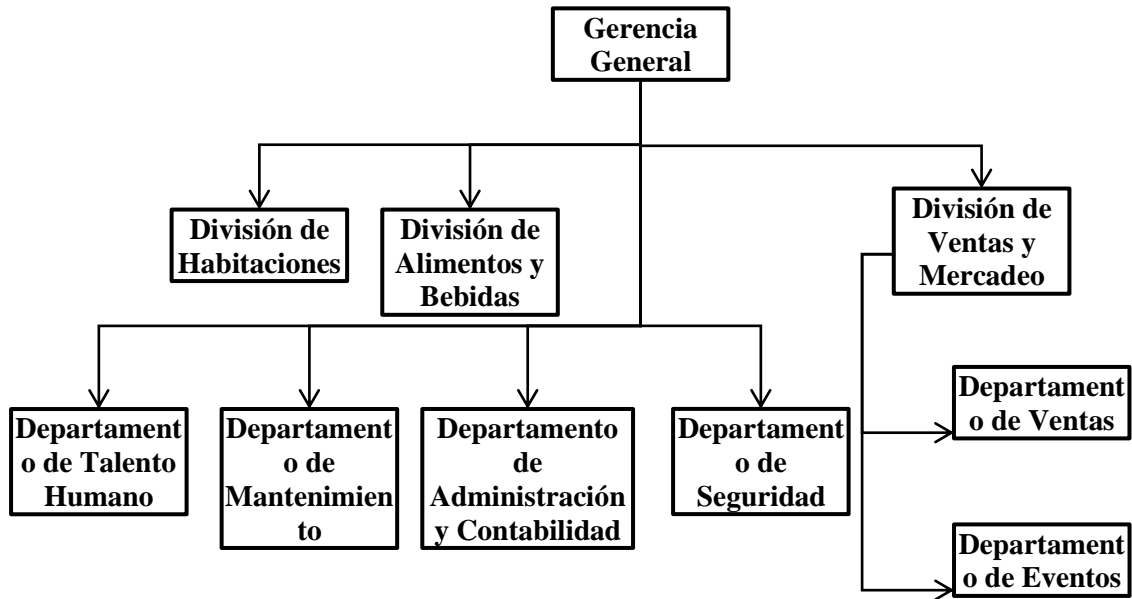 Gerencia
General
División de
Habitaciones
División de
Alimentos y
Bebidas
División de
Ventas y
Mercadeo
Departament
o de Talento
Humano
Departament
o de
Mantenimien
to
Departamento
de
Administración
y Contabilidad
Departament
o de
Seguridad
Departament
o de Ventas
Departament
o de Eventos